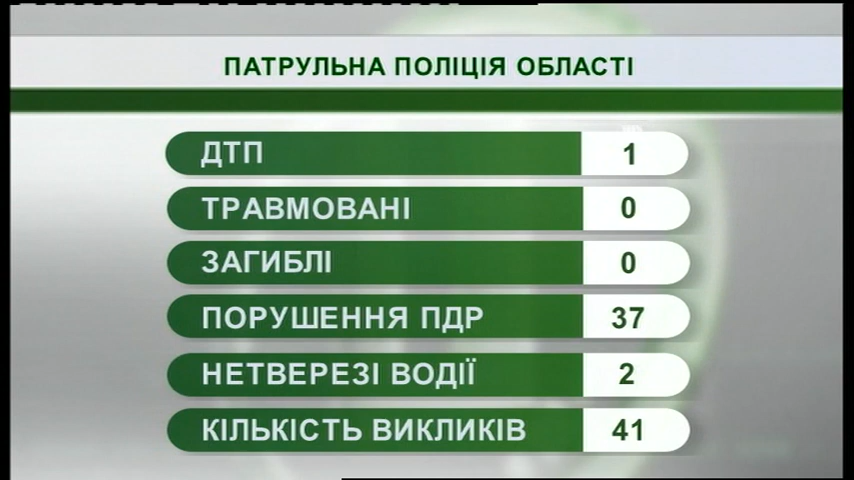 ПАТРУЛЬНА ПОЛІЦІЯ ОБЛАСТІ
ДТП 1
ТРАВМОВАНІ 0
ЗАГИБЛІ 0
ПОРУШЕННЯ ПДР 37
НЕТВЕРЕЗІ ВОДІЇ 2
КІЛЬКІСТЬ ВИКЛИКІВ 41